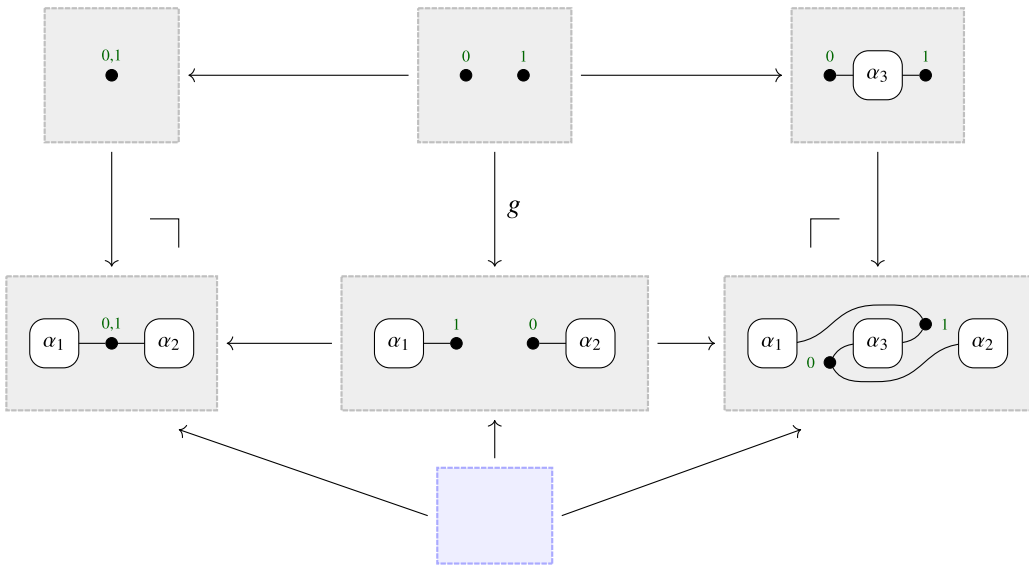 0,1
0 1
0 α₃ 1
g
α₁ 0,1 α₂
α₁ 1 0 α₂
α₁ 0 α₃ 1 α₂